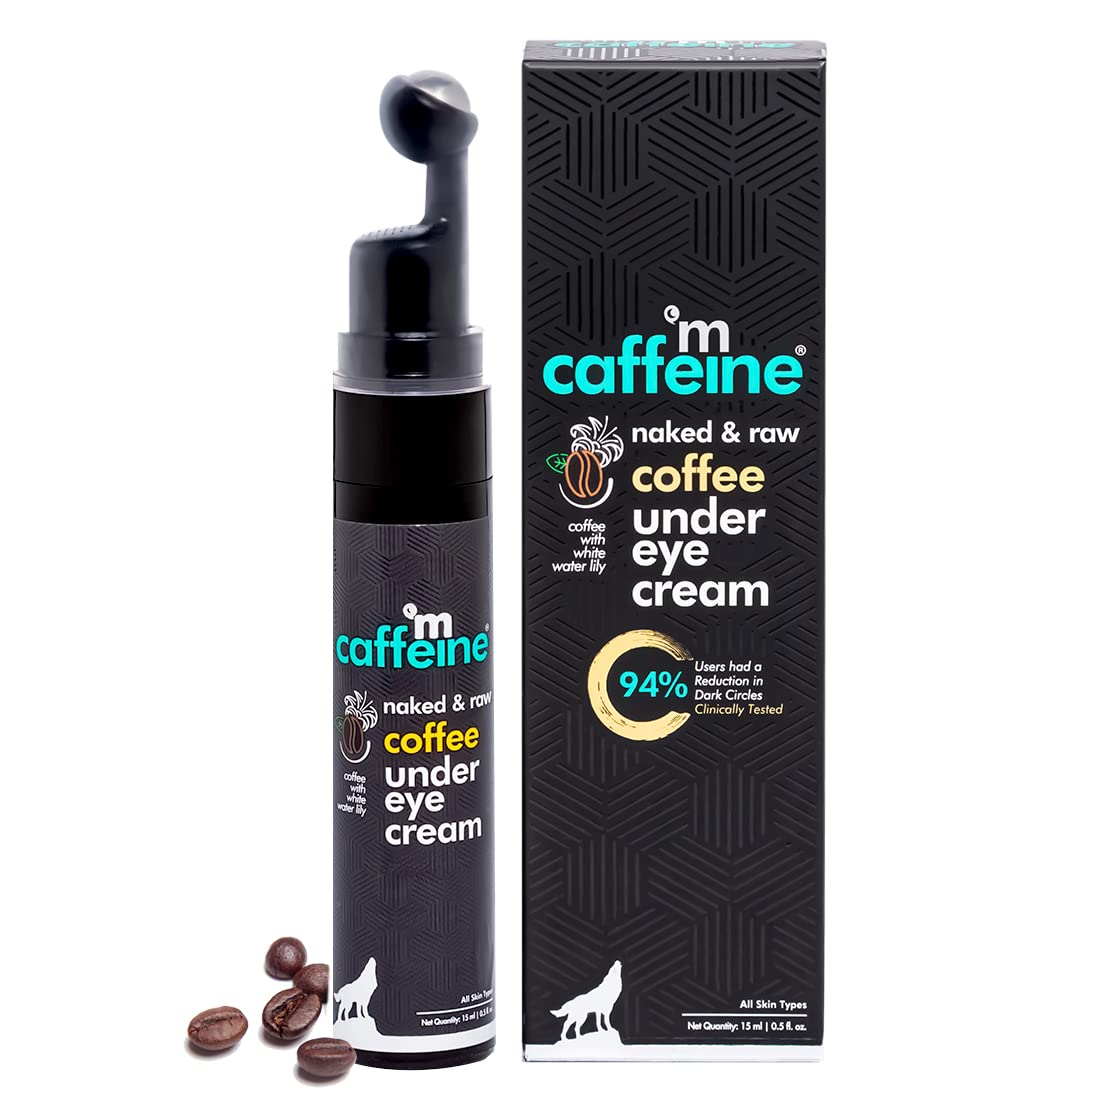 'm
caffeine®
naked & raw
coffee
under
eye
cream
coffee
with
white
water lily
All Skin Types
Net Quantity: 15 ml | 0.5 fl. oz.
'm
caffeine®
naked & raw
coffee
under
eye
cream
coffee
with
white
water lily
94%
Users had a
Reduction in
Dark Circles
Clinically Tested
All Skin Types
Net Quantity: 15 ml | 0.5 fl. oz.